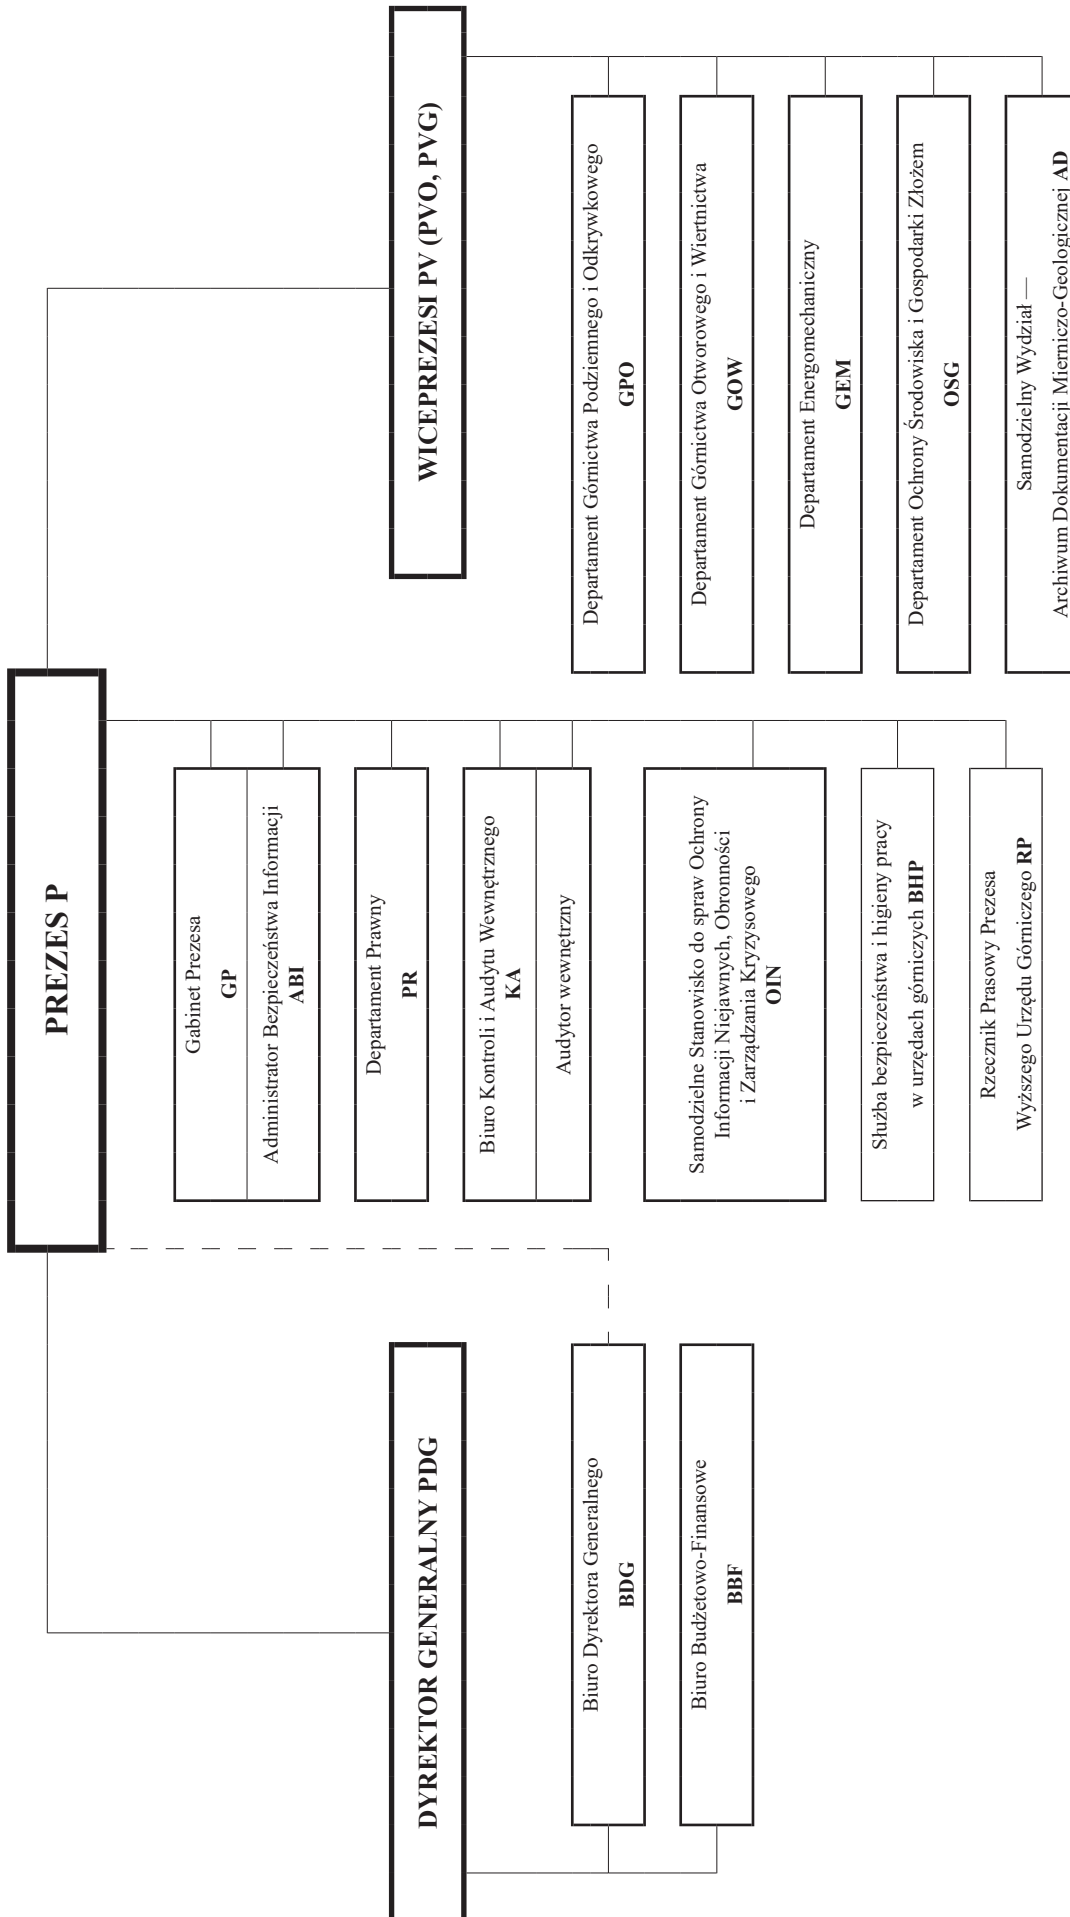 PREZES P
DYREKTOR GENERALNY PDG
Biuro Dyrektora Generalnego
BDG
Biuro Budżetowo-Finansowe
BBF
Gabinet Prezesa
GP
Administrator Bezpieczeństwa Informacji
ABI
Departament Prawny
PR
Biuro Kontroli i Audytu Wewnętrznego
KA
Audytor wewnętrzny
Samodzielne Stanowisko do spraw Ochrony
Informacji Niejawnych, Obronności
i Zarządzania Kryzysowego
OIN
Służba bezpieczeństwa i higieny pracy
w urzędach górniczych BHP
Rzecznik Prasowy Prezesa
Wyższego Urzędu Górniczego RP
WICEPREZESI PV (PVO, PVG)
Departament Górnictwa Podziemnego i Odkrywkowego
GPO
Departament Górnictwa Otworowego i Wiertnictwa
GOW
Departament Energomechaniczny
GEM
Departament Ochrony Środowiska i Gospodarki Złożem
OSG
Samodzielny Wydział —
Archiwum Dokumentacji Mierniczo-Geologicznej AD